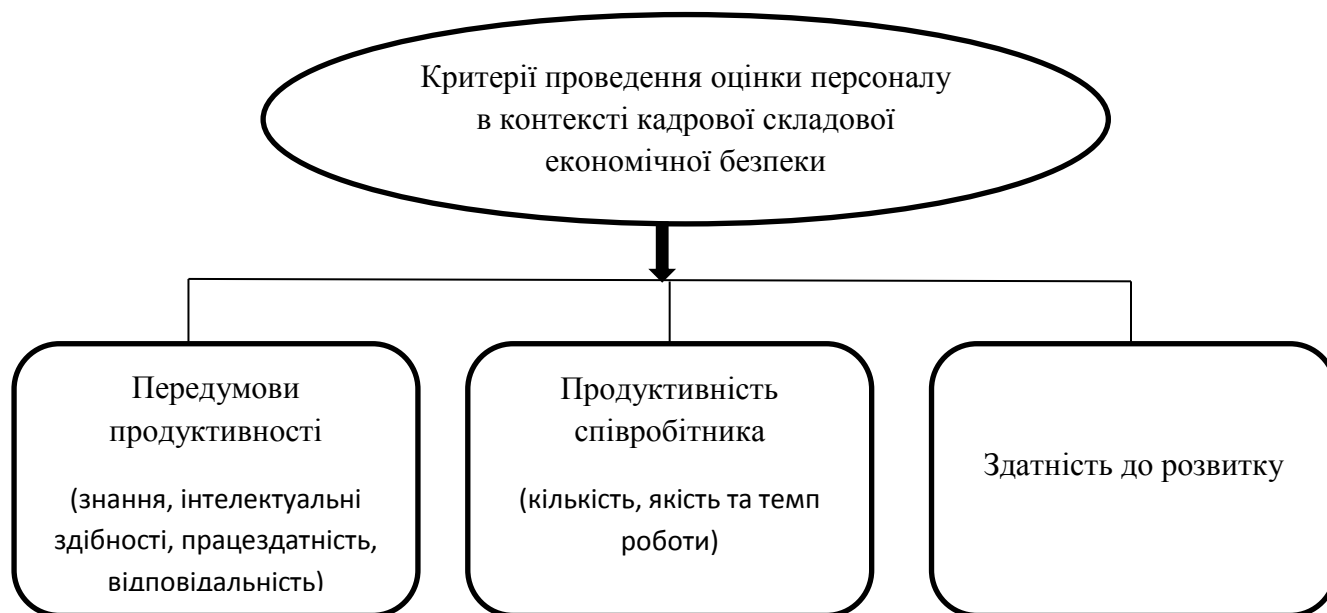 Критерії проведення оцінки персоналу
в контексті кадрової складової
економічної безпеки
Передумови
продуктивності
(знання, інтелектуальні
здібності, працездатність,
відповідальність)
Продуктивність
співробітника
(кількість, якість та темп
роботи)
Здатність до розвитку